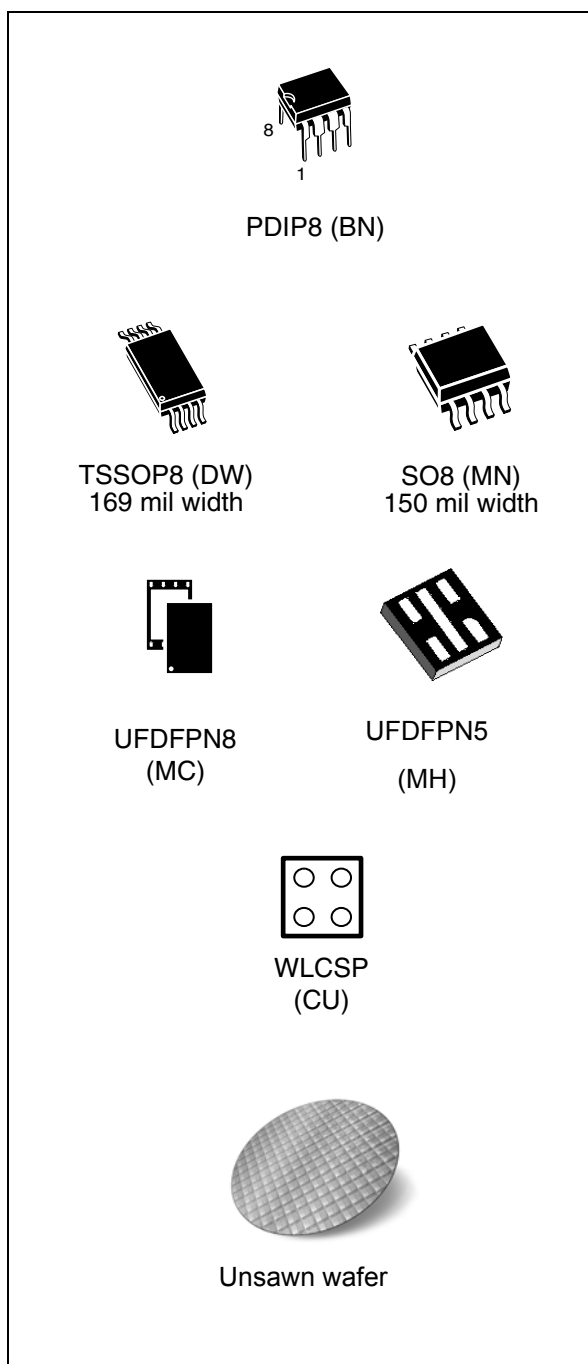 8
1
PDIP8 (BN)
TSSOP8 (DW)
169 mil width
SO8 (MN)
150 mil width
UFDFPN8
(MC)
UFDFPN5
(MH)
WLCSP
(CU)
Unsawn wafer